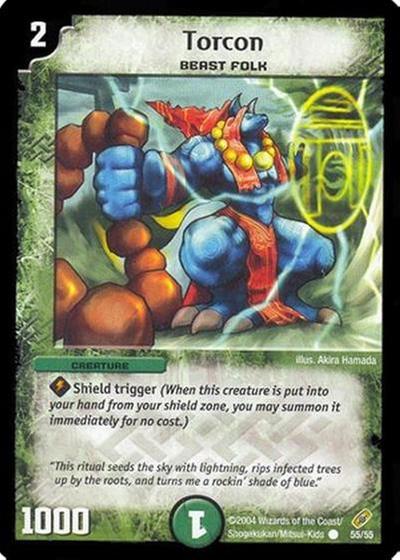 2
Torcon
BEAST FOLK
illus. Akira Hamada
CREATURE
Shield trigger (When this creature is put into
your hand from your shield zone, you may summon it
immediately for no cost.)
"This ritual seeds the sky with lightning, rips infected trees
up by the roots, and turns me a rockin' shade of blue."
1000
1
©2004 Wizards of the Coast/
Shogakukan/Mitsui-Kids
55/55